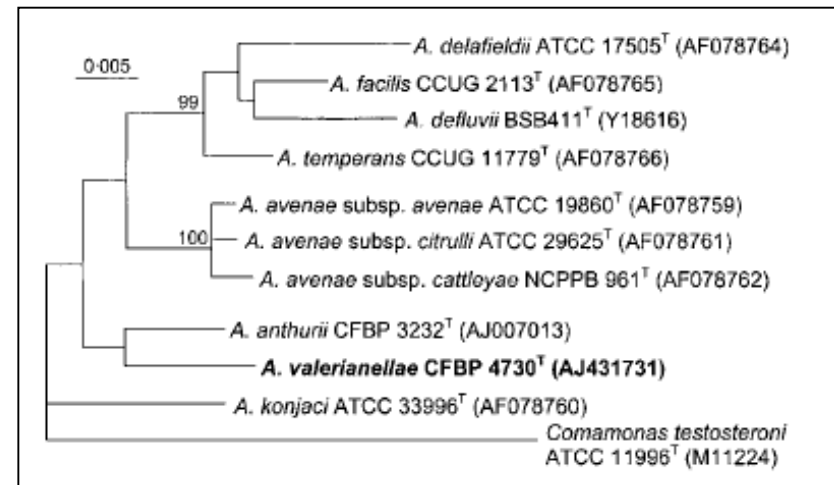 A. delafieldii ATCC 17505ᵀ (AF078764)
0·005
A. facilis CCUG 2113ᵀ (AF078765)
99
A. defluvii BSB411ᵀ (Y18616)
A. temperans CCUG 11779ᵀ (AF078766)
A. avenae subsp. avenae ATCC 19860ᵀ (AF078759)
100
A. avenae subsp. citrulli ATCC 29625ᵀ (AF078761)
A. avenae subsp. cattleyae NCPPB 961ᵀ (AF078762)
A. anthurii CFBP 3232ᵀ (AJ007013)
A. valerianellae CFBP 4730ᵀ (AJ431731)
A. konjaci ATCC 33996ᵀ (AF078760)
Comamonas testosteroni
ATCC 11996ᵀ (M11224)